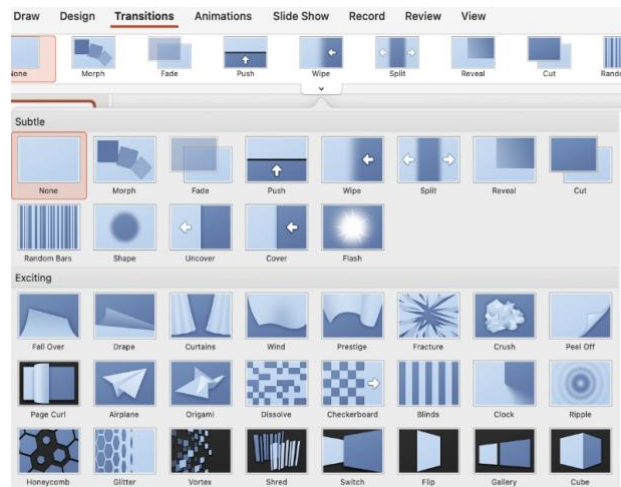 Draw Design Transitions Animations Slide Show Record Review View
None Morph Fade Push Wipe Split Reveal Cut
Subtle
None Morph Fade Push Wipe Split Reveal Cut
Random Bars Shape Uncover Cover Flash
Exciting
Fall Over Drape Curtains Wind Prestige Fracture Crush Peel Off
Page Curl Airplane Origami Dissolve Checkerboard Blinds Clock Ripple
Honeycomb Glitter Vortex Shred Switch Flip Gallery Cube